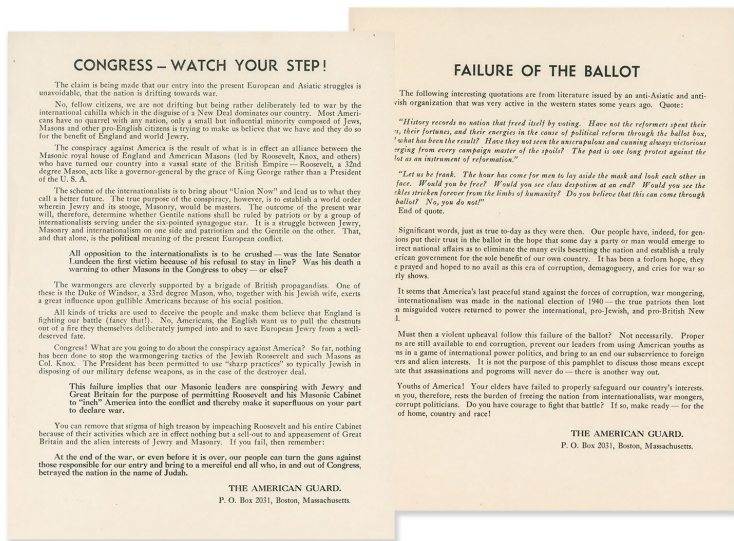 CONGRESS – WATCH YOUR STEP!
The claim is being made that our entry into the present European and Asiatic struggles is
unavoidable, that the nation is drifting towards war.
No, fellow citizens, we are not drifting but being rather deliberately led to war by the
international cahilla which in the disguise of a New Deal dominates our country. Most Ameri-
cans have no quarrel with any nation, only a small but influential minority composed of Jews,
Masons and other pro-English citizens is trying to make us believe that we have and they do so
for the benefit of England and world Jewry.
The conspiracy against America is the result of what is in effect an alliance between the
Masonic royal house of England and American Masons (led by Roosevelt, Knox, and others)
who have turned our country into a vassal state of the British Empire — Roosevelt, a 32nd
degree Mason, acts like a governor-general by the grace of King George rather than a President
of the U. S. A.
The scheme of the internationalists is to bring about "Union Now" and lead us to what they
call a better future. The true purpose of the conspiracy, however, is to establish a world order
wherein Jewry and its stooge, Masonry, would be masters. The outcome of the present war
will, therefore, determine whether Gentile nations shall be ruled by patriots or by a group of
internationalists serving under the six-pointed synagogue star. It is a struggle between Jewry,
Masonry and internationalism on one side and patriotism and the Gentile on the other. That,
and that alone, is the political meaning of the present European conflict.
All opposition to the internationalists is to be crushed — was the late Senator
Lundeen the first victim because of his refusal to stay in line? Was his death a
warning to other Masons in the Congress to obey — or else?
The warmongers are cleverly supported by a brigade of British propagandists. One of
these is the Duke of Windsor, a 33rd degree Mason, who, together with his Jewish wife, exerts
a great influence upon gullible Americans because of his social position.
All kinds of tricks are used to deceive the people and make them believe that England is
fighting our battle (fancy that!). No, Americans, the English want us to pull the chestnuts
out of a fire they themselves deliberately jumped into and to save European Jewry from a well-
deserved fate.
Congress! What are you going to do about the conspiracy against America? So far, nothing
has been done to stop the warmongering tactics of the Jewish Roosevelt and such Masons as
Col. Knox. The President has been permitted to use "sharp practices" so typically Jewish in
disposing of our military defense weapons, as in the case of the destroyer deal.
This failure implies that our Masonic leaders are conspiring with Jewry and
Great Britain for the purpose of permitting Roosevelt and his Masonic Cabinet
to "inch" America into the conflict and thereby make it superfluous on your part
to declare war.
You can remove that stigma of high treason by impeaching Roosevelt and his entire Cabinet
because of their activities which are in effect nothing but a sell-out to and appeasement of Great
Britain and the alien interests of Jewry and Masonry. If you fail, then remember:
At the end of the war, or even before it is over, our people can turn the guns against
those responsible for our entry and bring to a merciful end all who, in and out of Congress,
betrayed the nation in the name of Judah.
THE AMERICAN GUARD.
P. O. Box 2031, Boston, Massachusetts.
FAILURE OF THE BALLOT
The following interesting quotations are from literature issued by an anti-Asiatic and anti-
vish organization that was very active in the western states some years ago. Quote:
"History records no nation that freed itself by voting. Have not the reformers spent their
their fortunes, and their energies in the cause of political reform through the ballot box,
what has been the result? Have they not seen the unscrupulous and cunning always victorious
rging from every campaign master of the spoils? The past is one long protest against the
lot as an instrument of reformation."
"Let us be frank. The hour has come for men to lay aside the mask and look each other in
face. Would you be free? Would you see class despotism at an end? Would you see the
kles stricken forever from the limbs of humanity? Do you believe that this can come through
ballot? No, you do not!"
End of quote.
Significant words, just as true to-day as they were then. Our people have, indeed, for gen-
ions put their trust in the ballot in the hope that some day a party or man would emerge to
irect national affairs as to eliminate the many evils besetting the nation and establish a truly
erican government for the sole benefit of our own country. It has been a forlorn hope, they
e prayed and hoped to no avail as this era of corruption, demagoguery, and cries for war so
rly shows.
It seems that America's last peaceful stand against the forces of corruption, war mongering,
internationalism was made in the national election of 1940 — the true patriots then lost
n misguided voters returned to power the international, pro-Jewish, and pro-British New
l.
Must then a violent upheaval follow this failure of the ballot? Not necessarily. Proper
ns are still available to end corruption, prevent our leaders from using American youths as
ns in a game of international power politics, and bring to an end our subservience to foreign
vers and alien interests. It is not the purpose of this pamphlet to discuss those means except
ate that assassinations and pogroms will never do — there is another way out.
Youths of America! Your elders have failed to properly safeguard our country's interests.
n you, therefore, rests the burden of freeing the nation from internationalists, war mongers,
corrupt politicians. Do you have courage to fight that battle? If so, make ready — for the
of home, country and race!
THE AMERICAN GUARD.
P. O. Box 2031, Boston, Massachusetts.